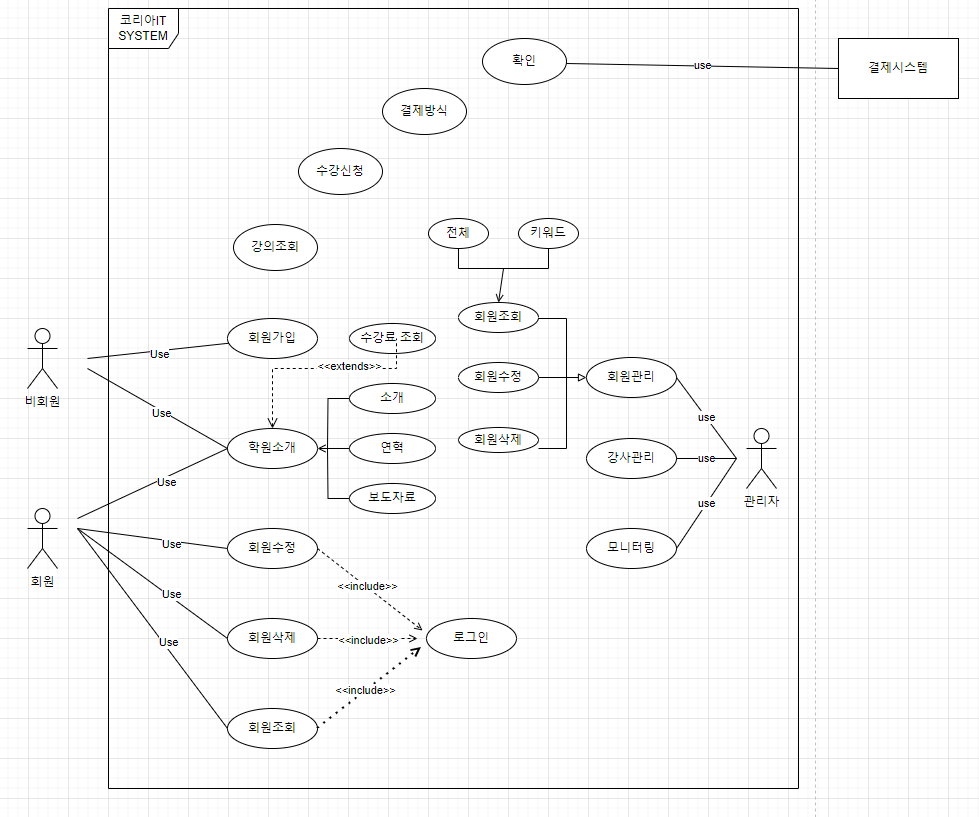 코리아IT
SYSTEM
확인
use
결제시스템
결제방식
수강신청
전체
키워드
강의조회
회원조회
회원가입
수강료 조회
Use
<<extends>>
회원수정
회원관리
비회원
소개
Use
use
회원삭제
학원소개
연혁
강사관리
use
관리자
Use
보도자료
use
회원
Use
회원수정
모니터링
<<include>>
Use
회원삭제
<<include>>
로그인
Use
<<include>>
회원조회